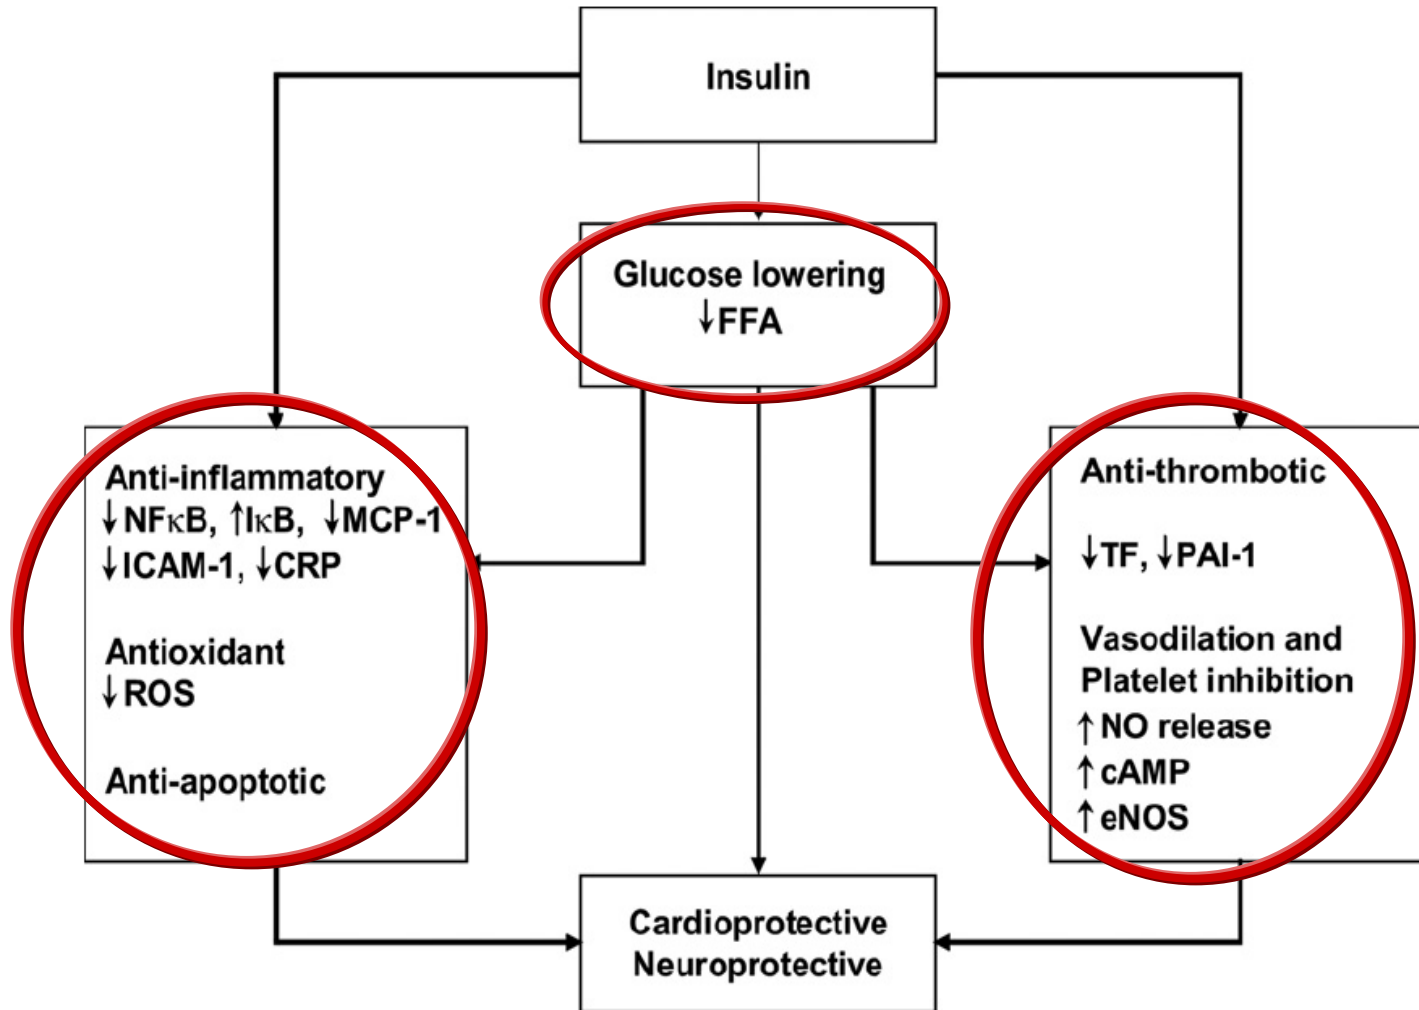 Insulin
Glucose lowering
↓FFA
Anti-inflammatory
↓NFκB, ↑IκB, ↓MCP-1
↓ICAM-1, ↓CRP
Antioxidant
↓ROS
Anti-apoptotic
Anti-thrombotic
↓TF, ↓PAI-1
Vasodilation and
Platelet inhibition
↑NO release
↑cAMP
↑eNOS
Cardioprotective
Neuroprotective